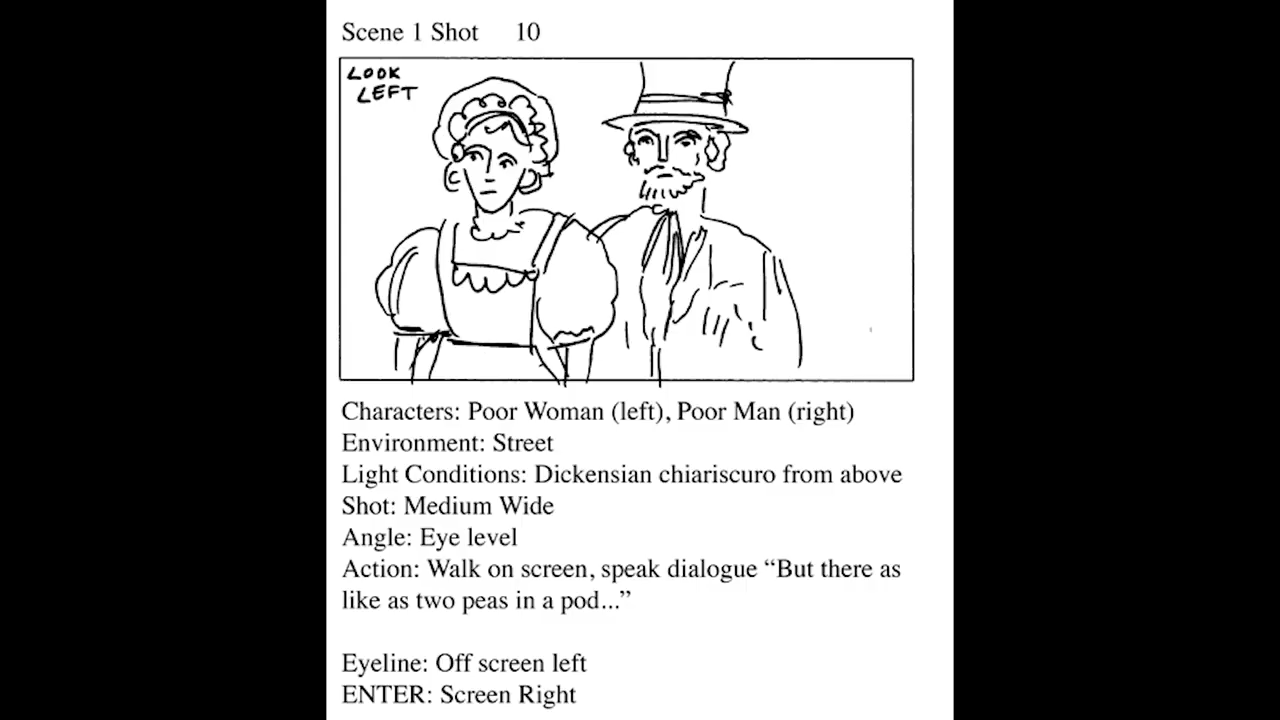 Scene 1 Shot 10
LOOK
LEFT
Characters: Poor Woman (left), Poor Man (right)
Environment: Street
Light Conditions: Dickensian chiariscuro from above
Shot: Medium Wide
Angle: Eye level
Action: Walk on screen, speak dialogue “But there as
like as two peas in a pod...”
Eyeline: Off screen left
ENTER: Screen Right